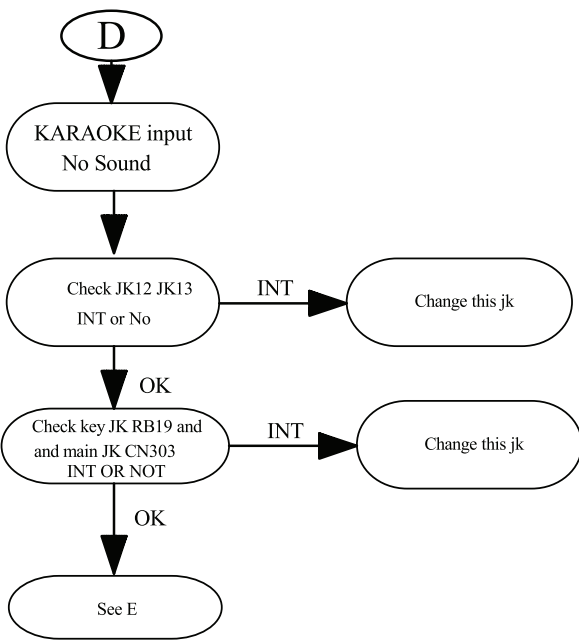 D
KARAOKE input
No Sound
Check JK12 JK13
INT or No
INT
Change this jk
OK
Check key JK RB19 and
and main JK CN303
INT OR NOT
INT
Change this jk
OK
See E